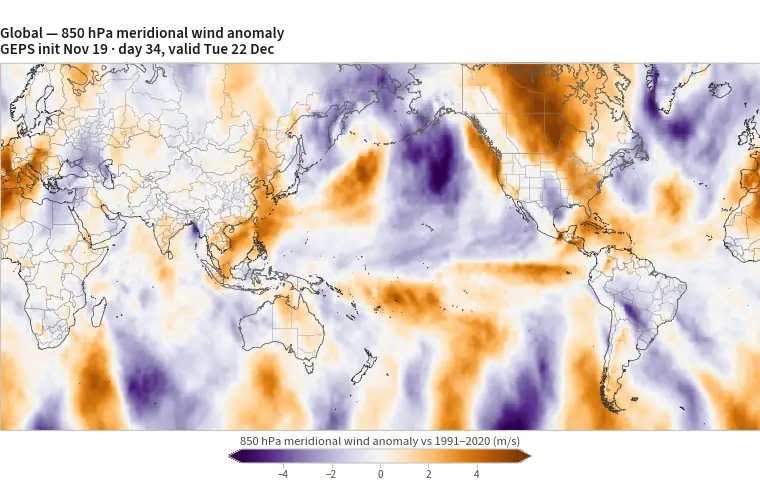 Global — 850 hPa meridional wind anomaly
GEPS init Nov 19 · day 34, valid Tue 22 Dec
850 hPa meridional wind anomaly vs 1991–2020 (m/s)
−4 −2 0 2 4